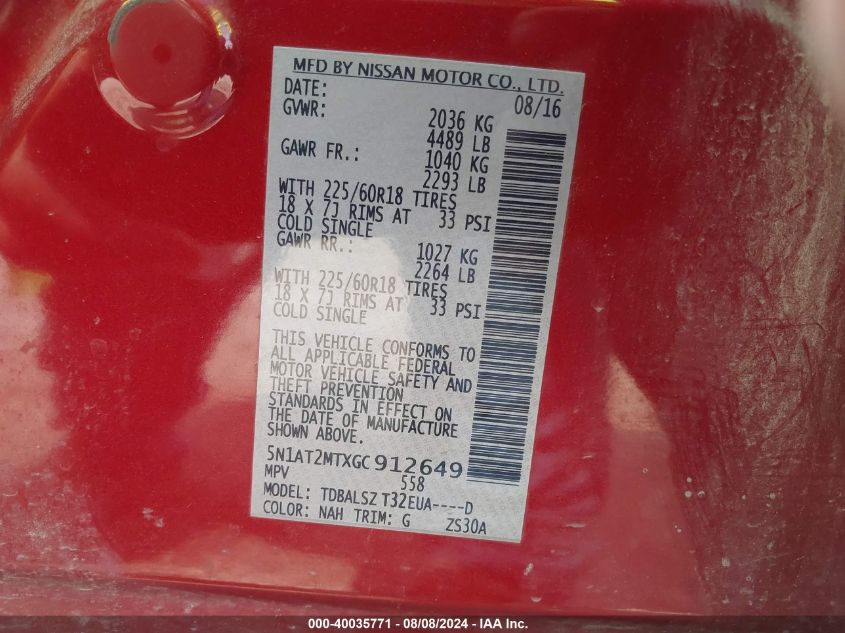 MFD BY NISSAN MOTOR CO., LTD.
DATE: 08/16
GVWR: 2036 KG
4489 LB
GAWR FR.: 1040 KG
2293 LB
WITH 225/60R18 TIRES
18 X 7J RIMS AT 33 PSI
COLD SINGLE
GAWR RR.: 1027 KG
2264 LB
WITH 225/60R18 TIRES
18 X 7J RIMS AT 33 PSI
COLD SINGLE
THIS VEHICLE CONFORMS TO
ALL APPLICABLE FEDERAL
MOTOR VEHICLE SAFETY AND
THEFT PREVENTION
STANDARDS IN EFFECT ON
THE DATE OF MANUFACTURE
SHOWN ABOVE.
5N1AT2MTXGC912649
MPV 558
MODEL: TDBALSZ T32EUA----D
COLOR: NAH TRIM: G ZS30A
000-40035771 - 08/08/2024 - IAA Inc.